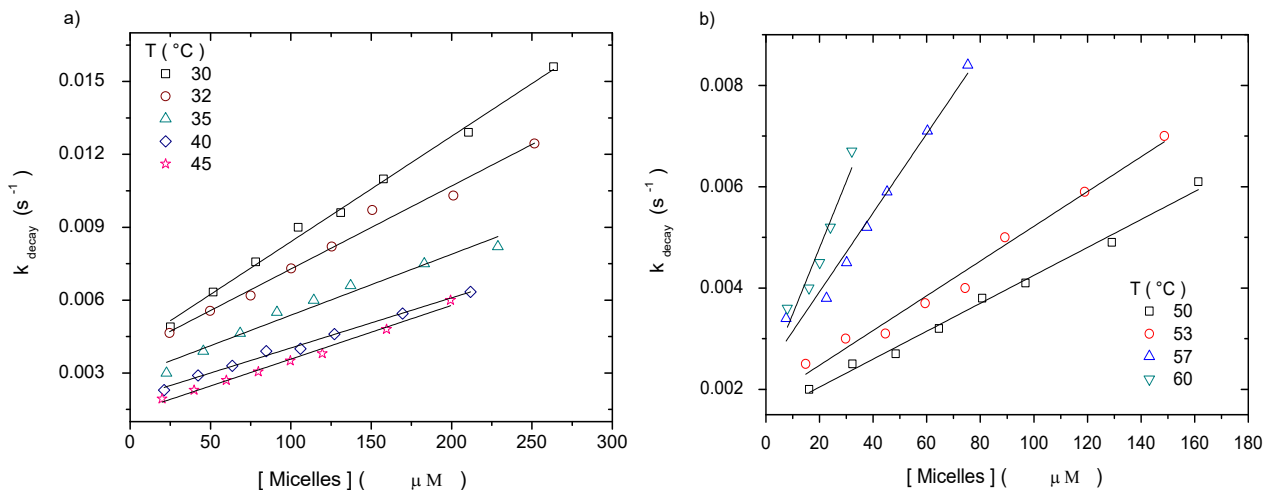 a)
T ( °C )
30
32
35
40
45
0.015
0.012
0.009
0.006
0.003
k decay (s -1 )
0 50 100 150 200 250 300
[ Micelles ] ( μ M )
b)
0.008
0.006
0.004
0.002
k decay (s -1 )
T ( °C )
50
53
57
60
0 20 40 60 80 100 120 140 160 180
[ Micelles ] ( μ M )